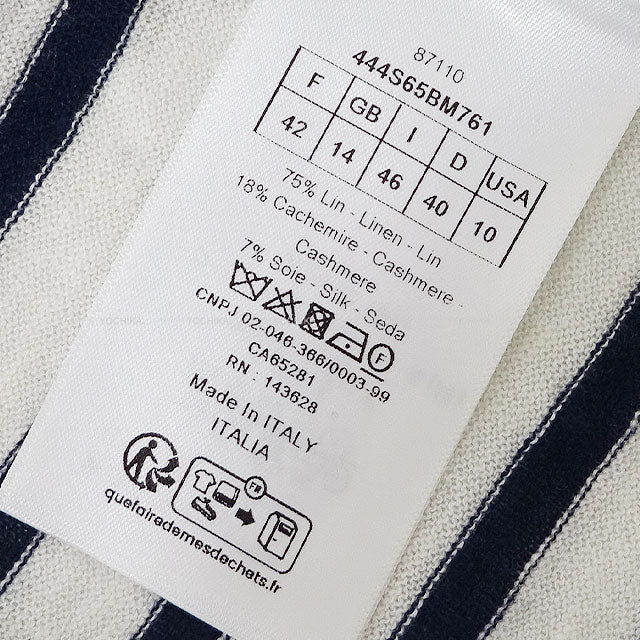 87110
444S65BM761
F GB I D USA
42 14 46 40 10
75% Lin - Linen - Lin
18% Cachemire - Cashmere -
Cashmere
7% Soie - Silk - Seda
F
CNPJ 02-046-366/0003-99
CA65281
RN : 143628
Made In ITALY
ITALIA
FR
quefairedemesdechets.fr